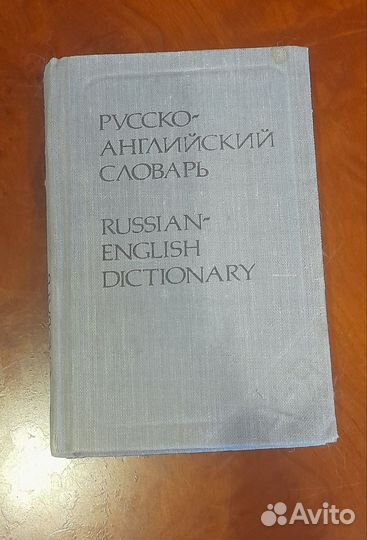 РУССКО-
АНГЛИЙСКИЙ
СЛОВАРЬ
RUSSIAN-
ENGLISH
DICTIONARY
Avito